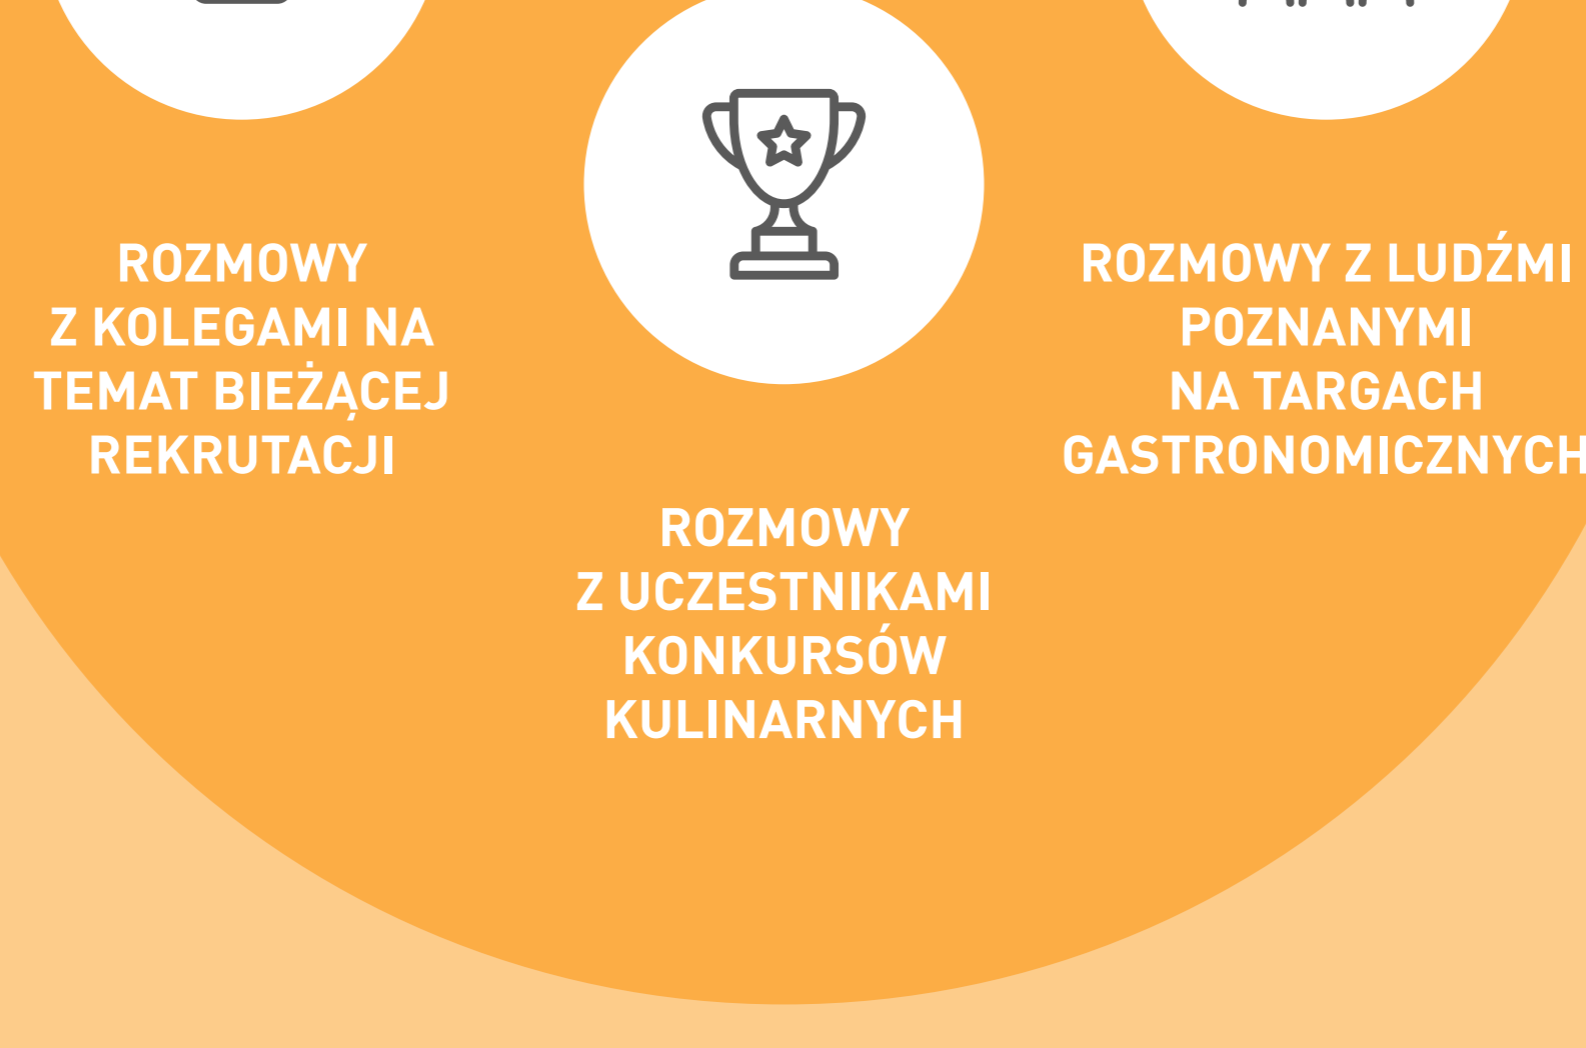 ROZMOWY
Z KOLEGAMI NA
TEMAT BIEŻĄCEJ
REKRUTACJI
ROZMOWY
Z UCZESTNIKAMI
KONKURSÓW
KULINARNYCH
ROZMOWY Z LUDŹMI
POZNANYMI
NA TARGACH
GASTRONOMICZNYCH